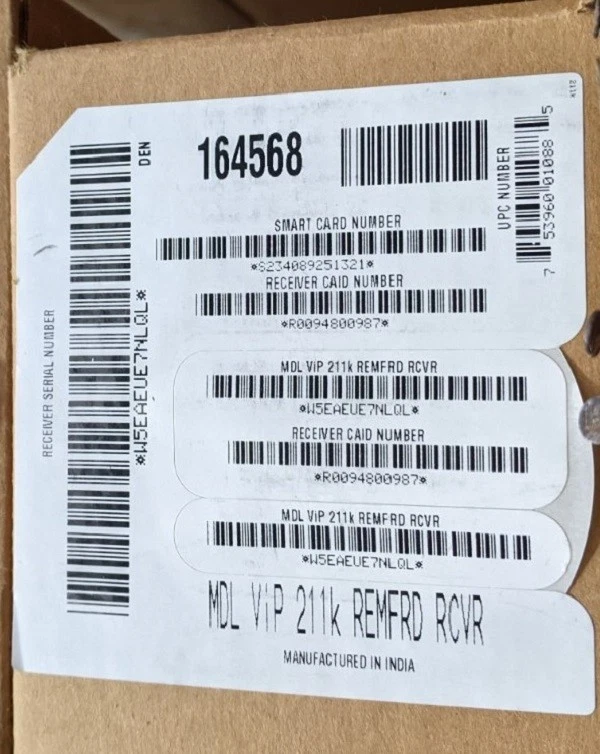 RECEIVER SERIAL NUMBER
*W5EAEUE7NLQL*
DEN
164568
UPC NUMBER
7 53960 01088 5
SMART CARD NUMBER
*S234089251321*
RECEIVER CAID NUMBER
*R0094800987*
MDL ViP 211k REMFRD RCVR
*W5EAEUE7NLQL*
RECEIVER CAID NUMBER
*R0094800987*
MDL ViP 211k REMFRD RCVR
*W5EAEUE7NLQL*
MDL ViP 211k REMFRD RCVR
MANUFACTURED IN INDIA